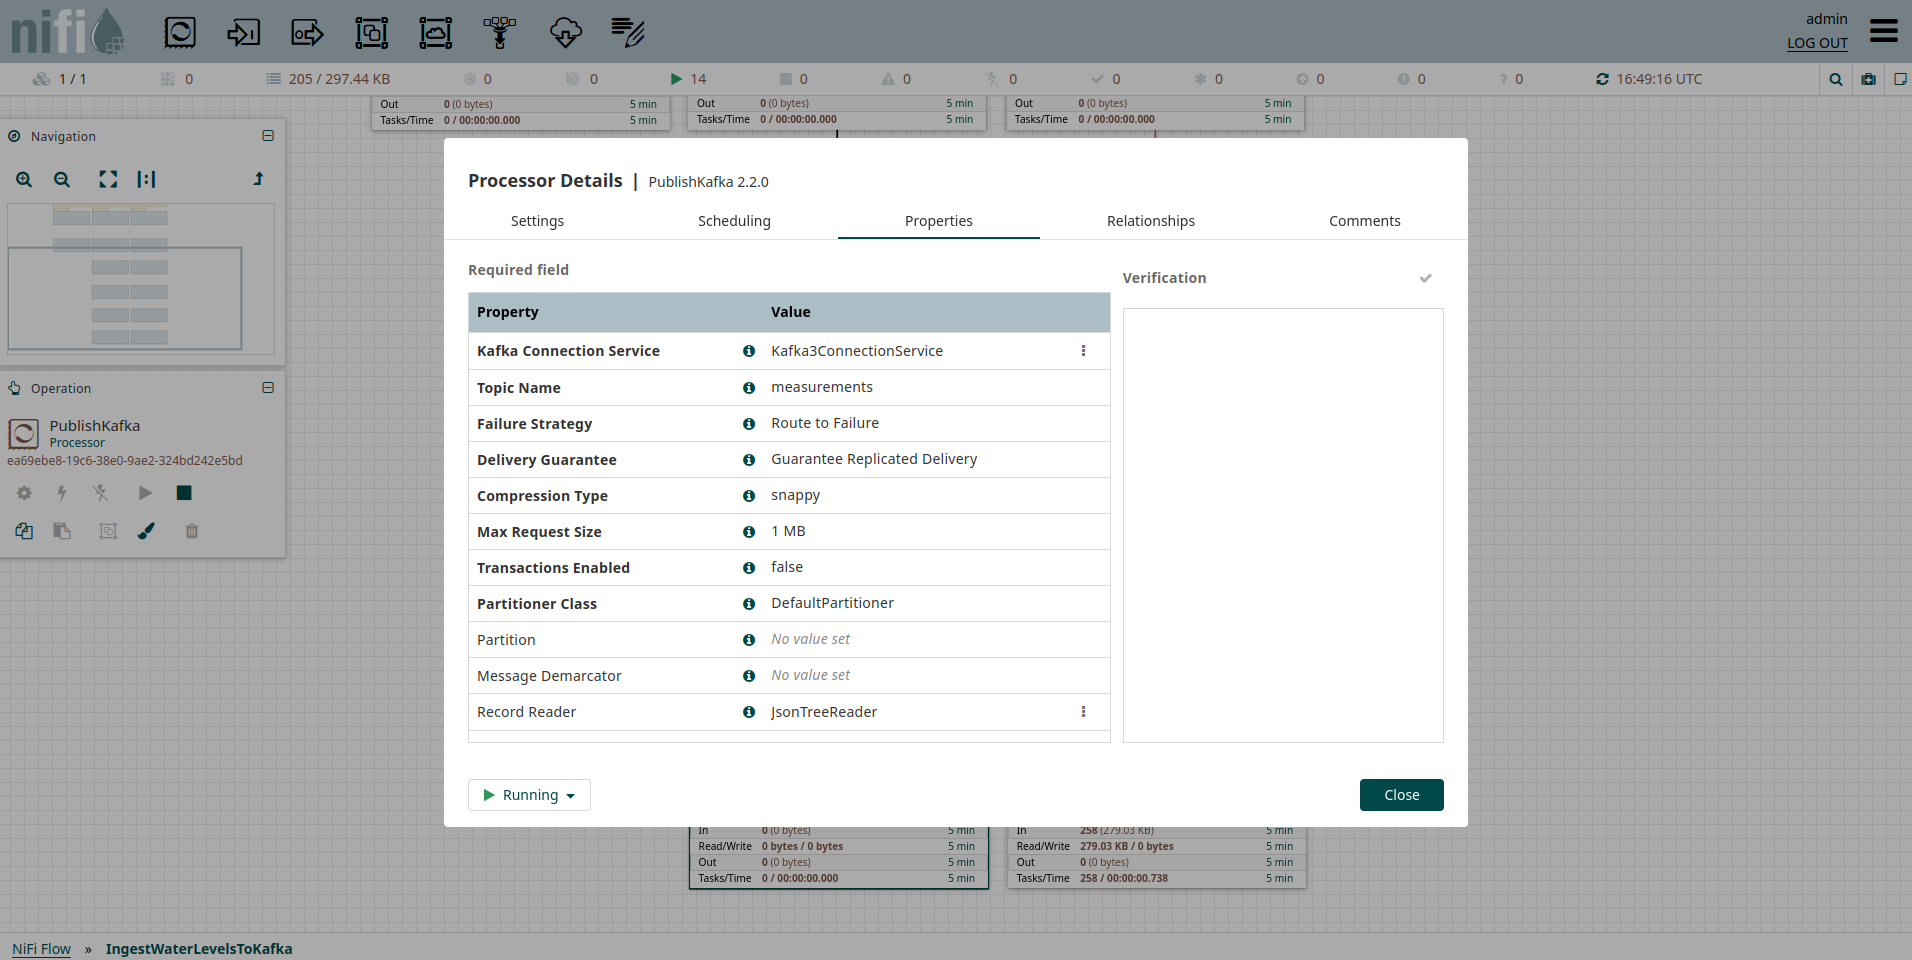 nifi
admin
LOG OUT
1 / 1
0
205 / 297.44 KB
0
0
14
0
0
0
0
0
0
0
? 0
16:49:16 UTC
Out 0 (0 bytes) 5 min
Tasks/Time 0 / 00:00:00.000 5 min
Out 0 (0 bytes) 5 min
Tasks/Time 0 / 00:00:00.000 5 min
Out 0 (0 bytes) 5 min
Tasks/Time 0 / 00:00:00.000 5 min
Navigation
Operation
PublishKafka
Processor
ea69ebe8-19c6-38e0-9ae2-324bd242e5bd
Processor Details | PublishKafka 2.2.0
Settings
Scheduling
Properties
Relationships
Comments
Required field
Property Value
Kafka Connection Service Kafka3ConnectionService
Topic Name measurements
Failure Strategy Route to Failure
Delivery Guarantee Guarantee Replicated Delivery
Compression Type snappy
Max Request Size 1 MB
Transactions Enabled false
Partitioner Class DefaultPartitioner
Partition No value set
Message Demarcator No value set
Record Reader JsonTreeReader
Verification
Running
Close
In 0 (0 bytes) 5 min
Read/Write 0 bytes / 0 bytes 5 min
Out 0 (0 bytes) 5 min
Tasks/Time 0 / 00:00:00.000 5 min
In 258 (279.03 KB) 5 min
Read/Write 279.03 KB / 0 bytes 5 min
Out 0 (0 bytes) 5 min
Tasks/Time 258 / 00:00:00.738 5 min
NiFi Flow » IngestWaterLevelsToKafka